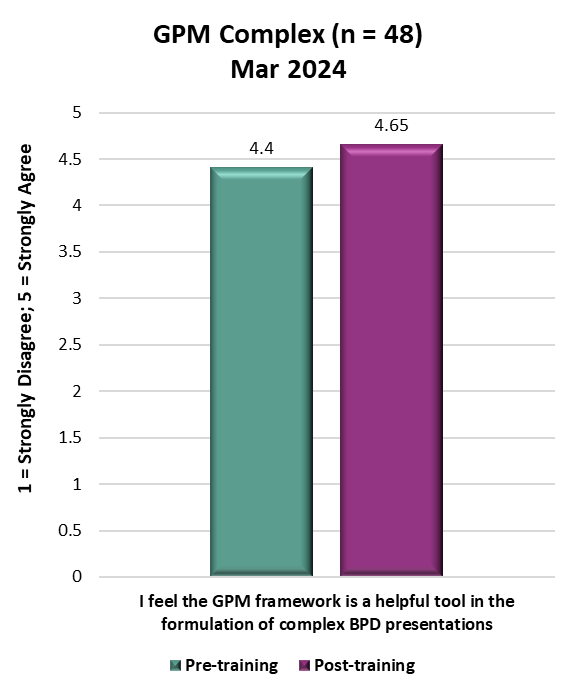 GPM Complex (n = 48)
Mar 2024
1 = Strongly Disagree; 5 = Strongly Agree
5
4.5
4
3.5
3
2.5
2
1.5
1
0.5
0
4.4
4.65
I feel the GPM framework is a helpful tool in the
formulation of complex BPD presentations
Pre-training Post-training